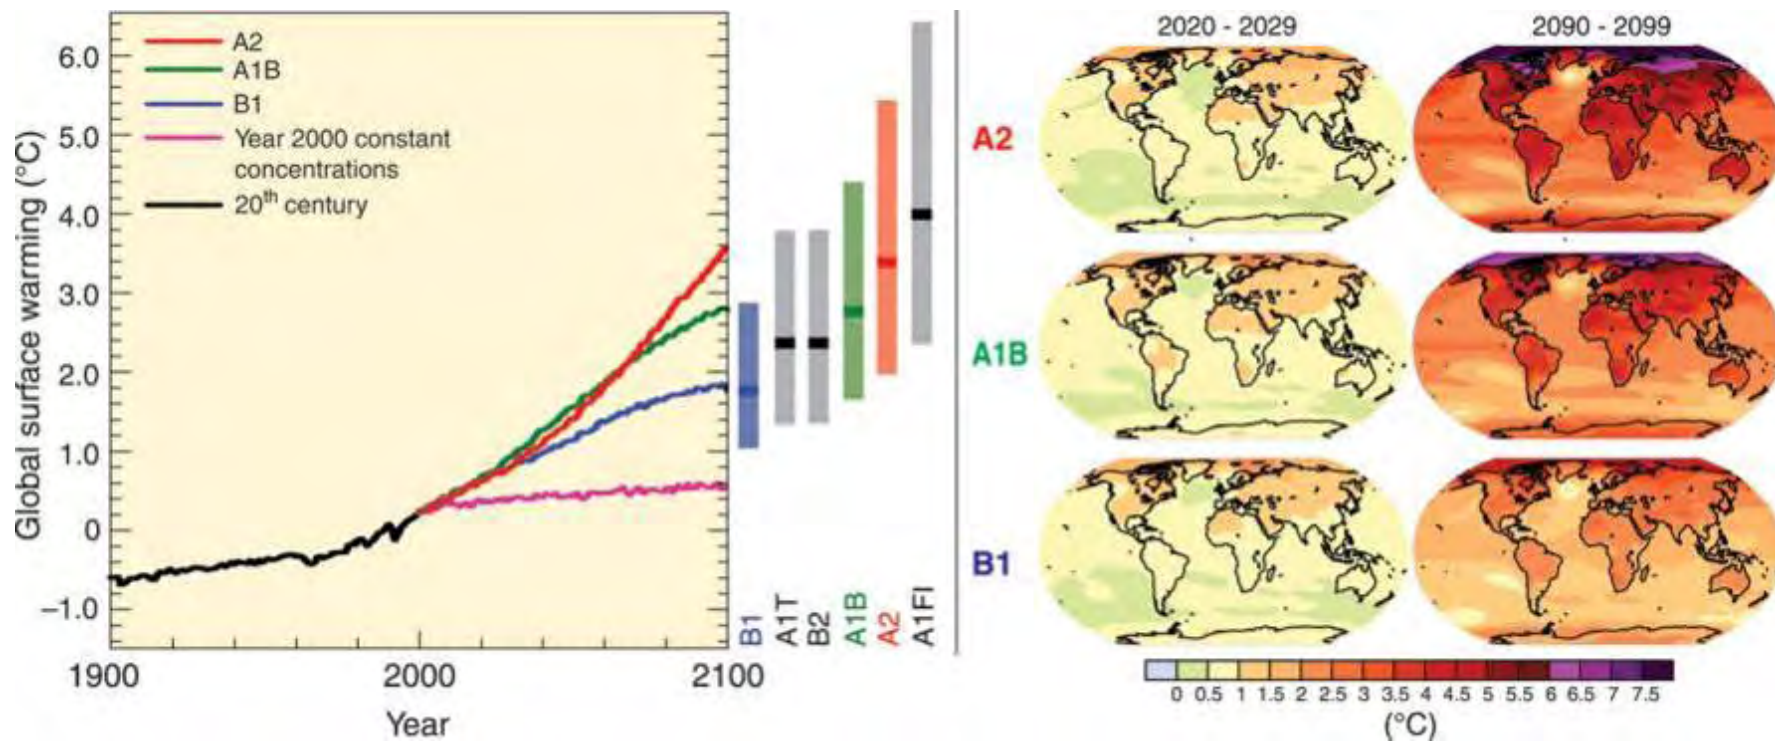 Global surface warming (°C)
6.0
5.0
4.0
3.0
2.0
1.0
0
–1.0
A2
A1B
B1
Year 2000 constant
concentrations
20th century
1900
2000
2100
Year
B1
A1T
B2
A1B
A2
A1FI
2020 - 2029
2090 - 2099
A2
A1B
B1
0 0.5 1 1.5 2 2.5 3 3.5 4 4.5 5 5.5 6 6.5 7 7.5
(°C)